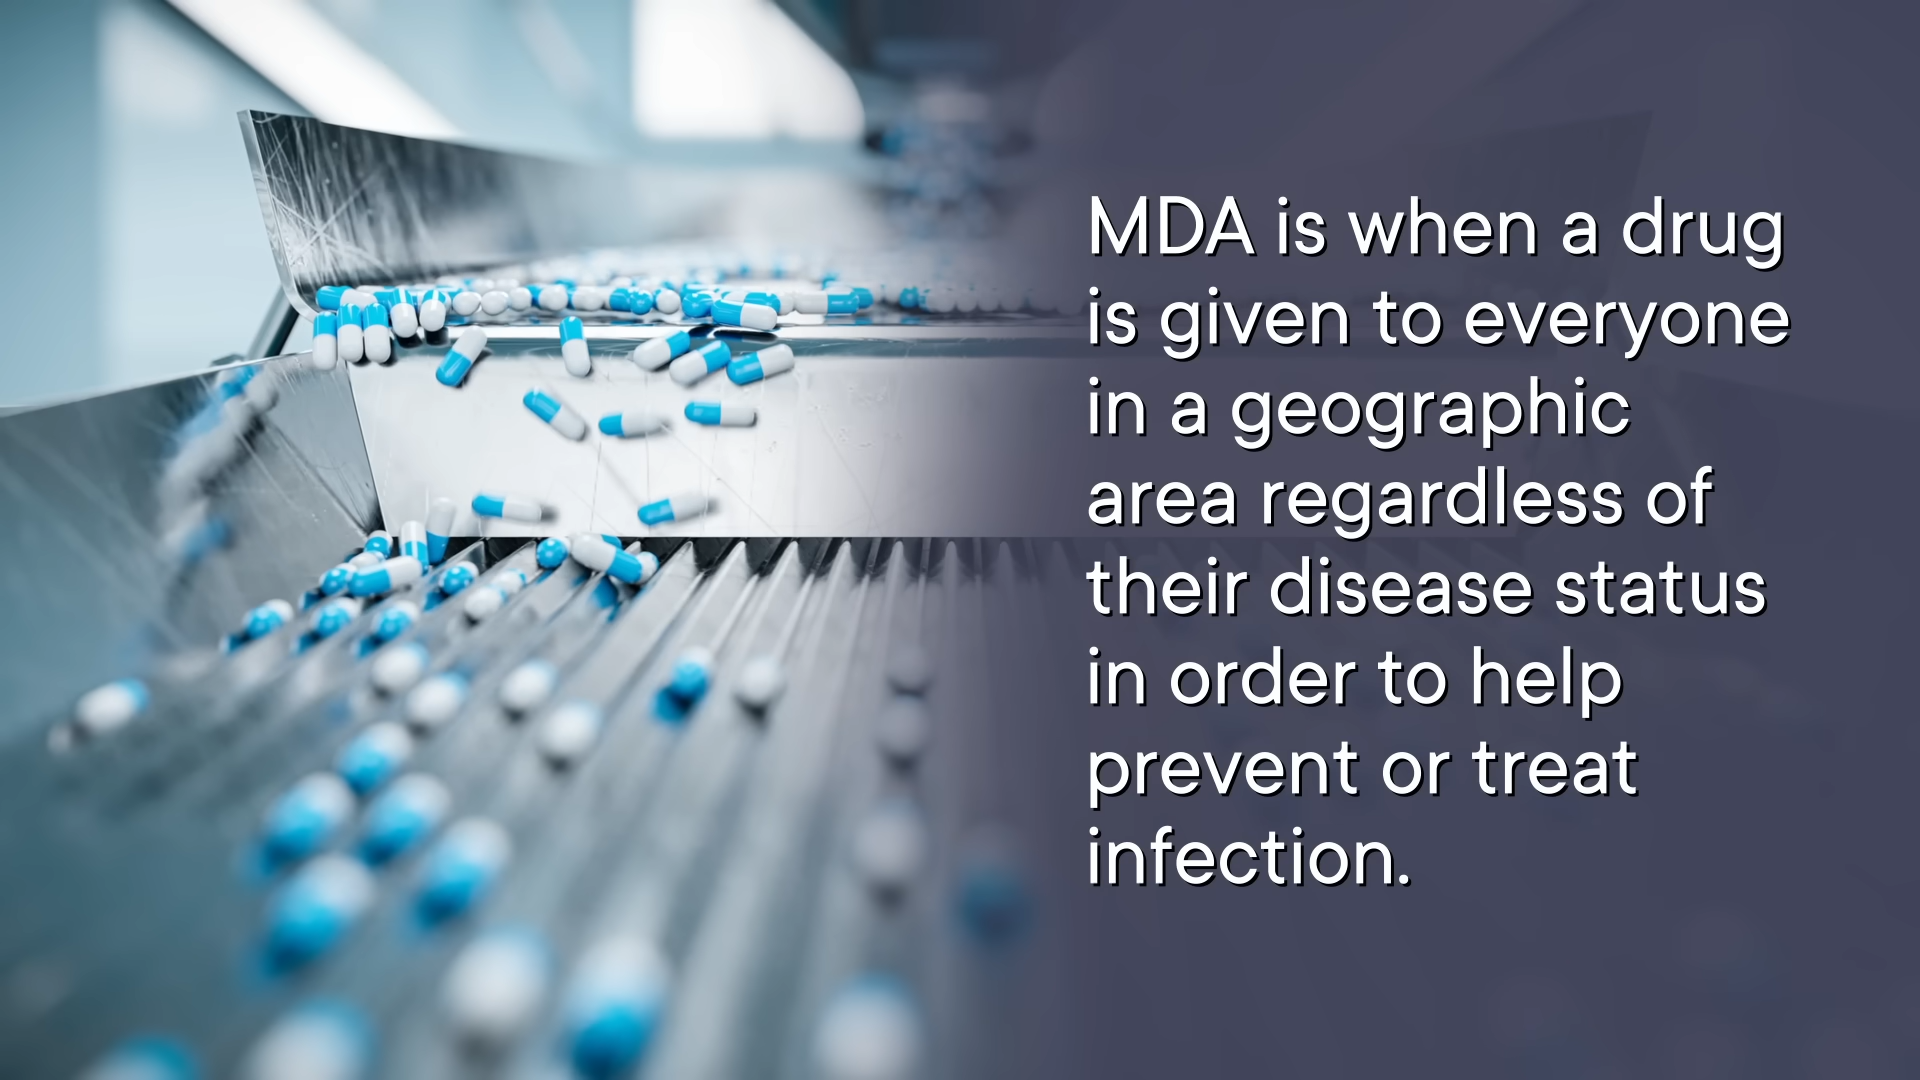 MDA is when a drug
is given to everyone
in a geographic
area regardless of
their disease status
in order to help
prevent or treat
infection.